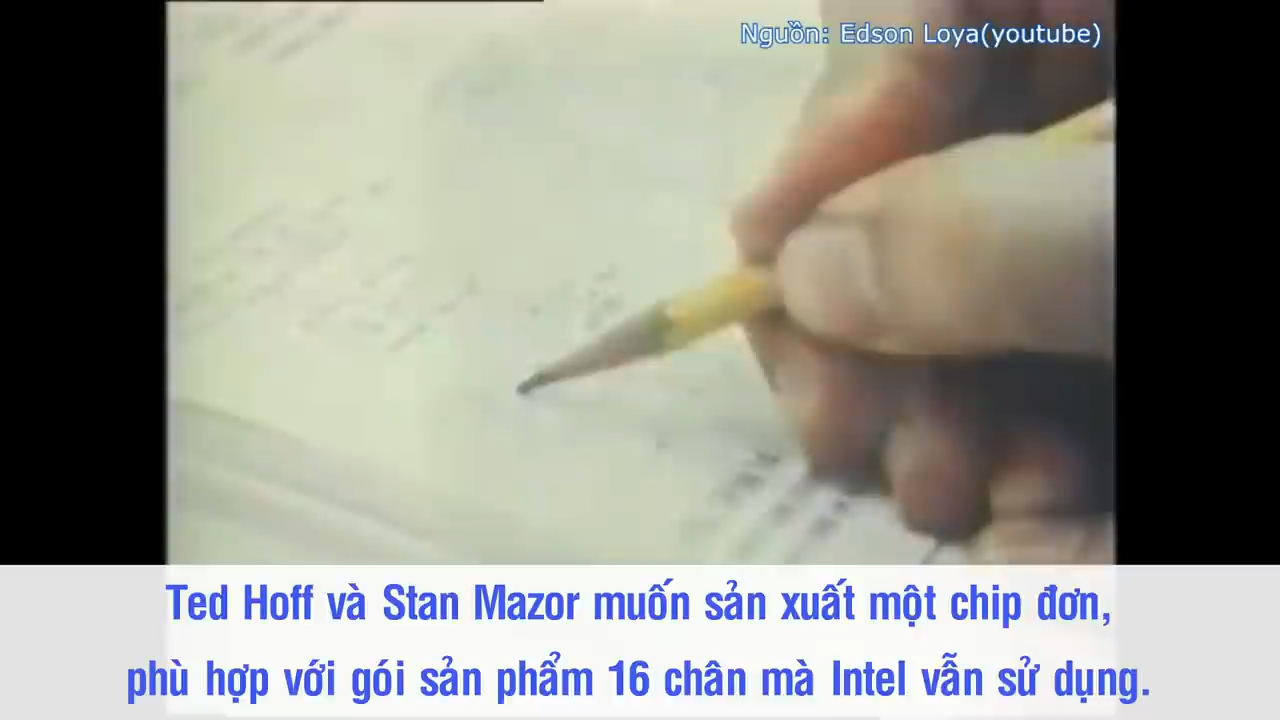 Nguồn: Edson Loya(youtube)
Ted Hoff và Stan Mazor muốn sản xuất một chip đơn,
phù hợp với gói sản phẩm 16 chân mà Intel vẫn sử dụng.